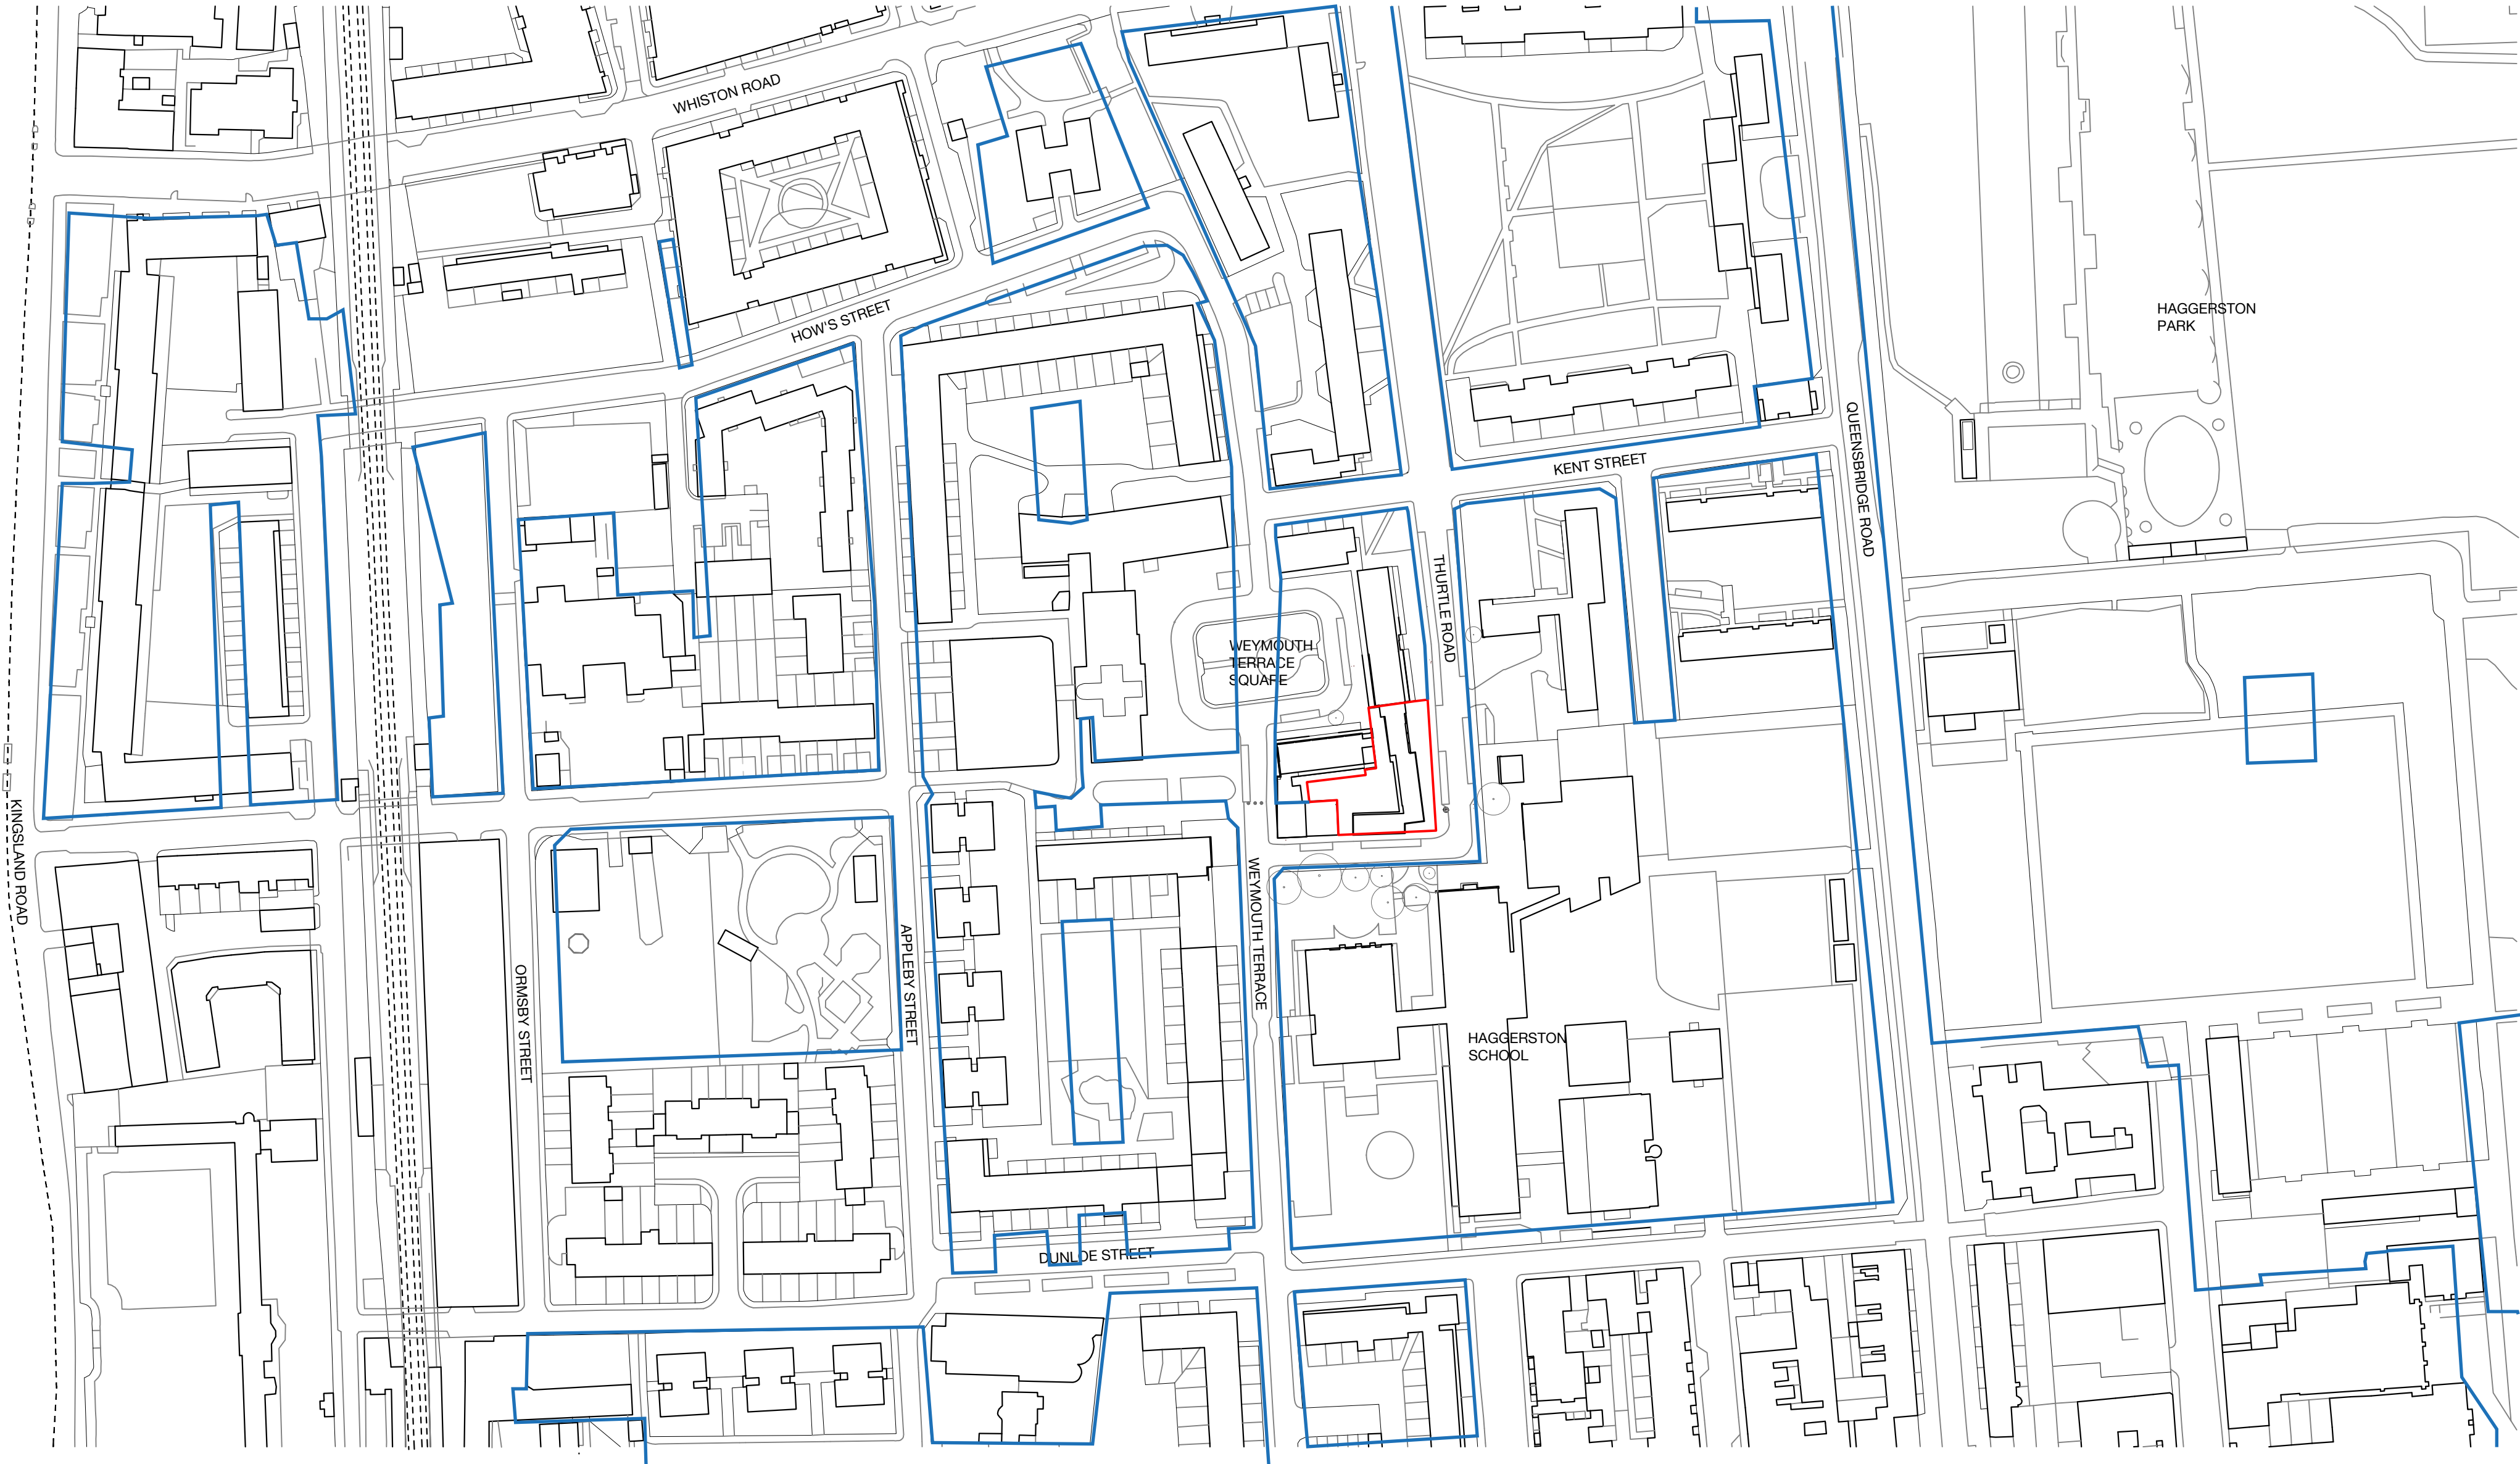 WHISTON ROAD
HOW'S STREET
HAGGERSTON
PARK
QUEENSBRIDGE ROAD
KENT STREET
THURTLE ROAD
WEYMOUTH
TERRACE
SQUARE
KINGSLAND ROAD
WEYMOUTH TERRACE
APPLEBY STREET
ORMSBY STREET
HAGGERSTON
SCHOOL
DUNLOE STREET